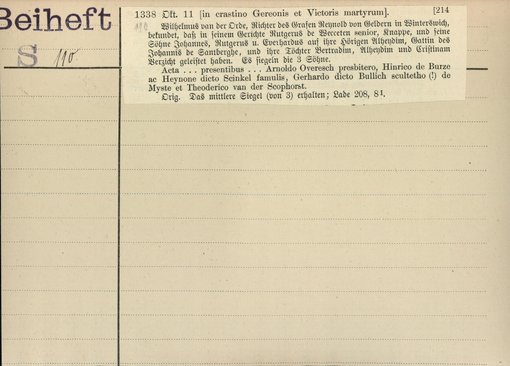 Beiheft
S 110
1338 Okt. 11 [in crastino Gereonis et Victoris martyrum]. [214
Wilhelmus van der Orde, Richter des Grafen Reynold von Geldern in Winterswich,
bekundet, daß in seinem Gerichte Rutgerus de Werreten senior, Knappe, und seine
Söhne Johannes, Rutgerus u. Everhardus auf ihre Hörigen Alheydim, Gattin des
Johannis de Santberghe, und ihre Töchter Bertradim, Alheydim und Cristinam
Verzicht geleistet haben. Es siegeln die 3 Söhne.
Acta ... presentibus ... Arnoldo Overesch presbitero, Hinrico de Burze
ac Heynone dicto Seinkel famulis, Gerhardo dicto Bullich scultetho (!) de
Myste et Theoderico van der Scophorst.
Orig. Das mittlere Siegel (von 3) erhalten; Lade 208, 81.